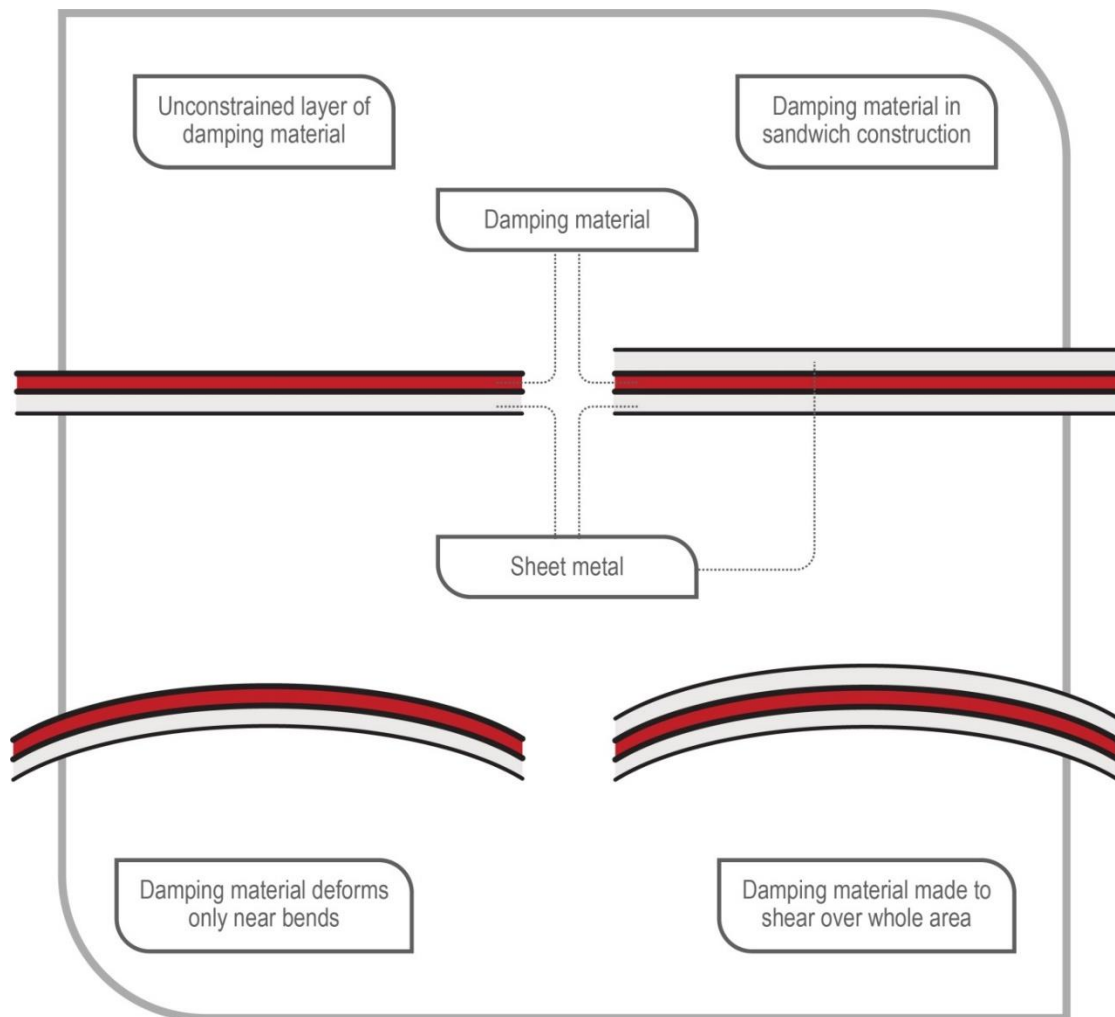 Unconstrained layer of
damping material
Damping material in
sandwich construction
Damping material
Sheet metal
Damping material deforms
only near bends
Damping material made to
shear over whole area